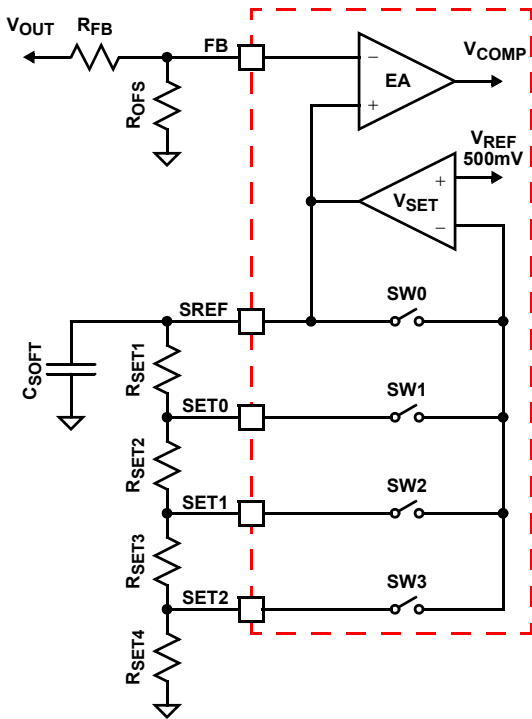 VOUT
RFB
FB
VCOMP
−
EA
+
ROFS
VREF
500mV
+
VSET
−
SREF
SW0
CSOFT
RSET1
SET0
SW1
RSET2
SET1
SW2
RSET3
SET2
SW3
RSET4